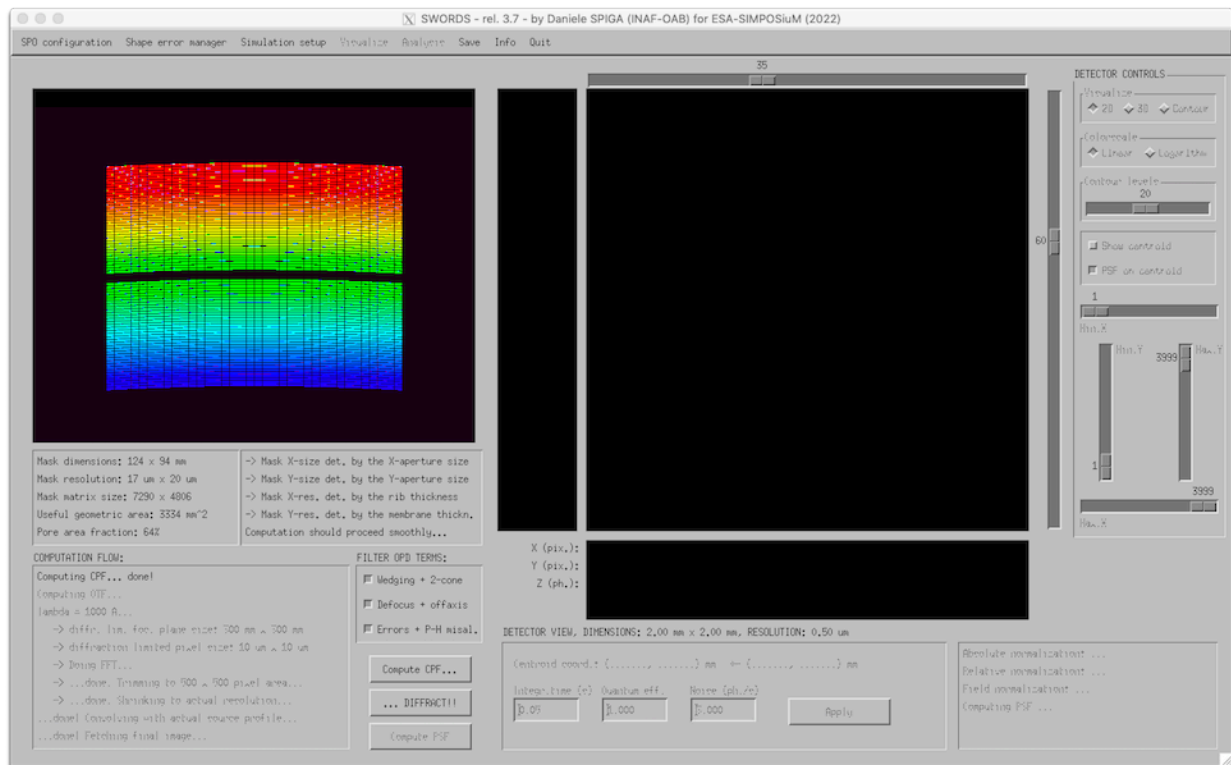 SWORDS - rel. 3.7 - by Daniele SPIGA (INAF-OAB) for ESA-SIMPOSiuM (2022)
SPO configuration Shape error manager Simulation setup Visualize Analysis Save Info Quit
35
60
Mask dimensions: 124 x 94 mm
Mask resolution: 17 um x 20 um
Mask matrix size: 7290 x 4806
Useful geometric area: 3334 mm^2
Pore area fraction: 64%
-> Mask X-size det. by the X-aperture size
-> Mask Y-size det. by the Y-aperture size
-> Mask X-res. det. by the rib thickness
-> Mask Y-res. det. by the membrane thickn.
Computation should proceed smoothly...
COMPUTATION FLOW:
Computing CPF... done!
Computing OTF...
lambda = 1000 A...
-> diffr. lim. foc. plane size: 500 mm x 500 mm
-> diffraction limited pixel size: 10 um x 10 um
-> Doing FFT...
-> ...done. Trimming to 500 x 500 pixel area...
-> ...done. Shrinking to actual resolution...
...done! Convolving with actual source profile...
...done! Fetching final image...
FILTER OPD TERMS:
Wedging + 2-cone
Defocus + offaxis
Errors + P-H misal.
Compute CPF...
... DIFFRACT!!
Compute PSF
X (pix.):
Y (pix.):
Z (ph.):
DETECTOR VIEW, DIMENSIONS: 2.00 mm x 2.00 mm, RESOLUTION: 0.50 um
Centroid coord.: (......., .......) mm +- (......., .......) mm
Integr.time (s) Quantum eff. Noise (ph./s)
0.05 1.000
Apply
Absolute normalization: ...
Relative normalization: ...
Field normalization: ...
Computing PSF ...
DETECTOR CONTROLS
Visualize
2D 3D Contour
Colorscale
Linear Logarithm
Contour levels
20
Show centroid
PSF on centroid
1
Min.X
Min.Y
1
Max.Y
3999
3999
Max.X